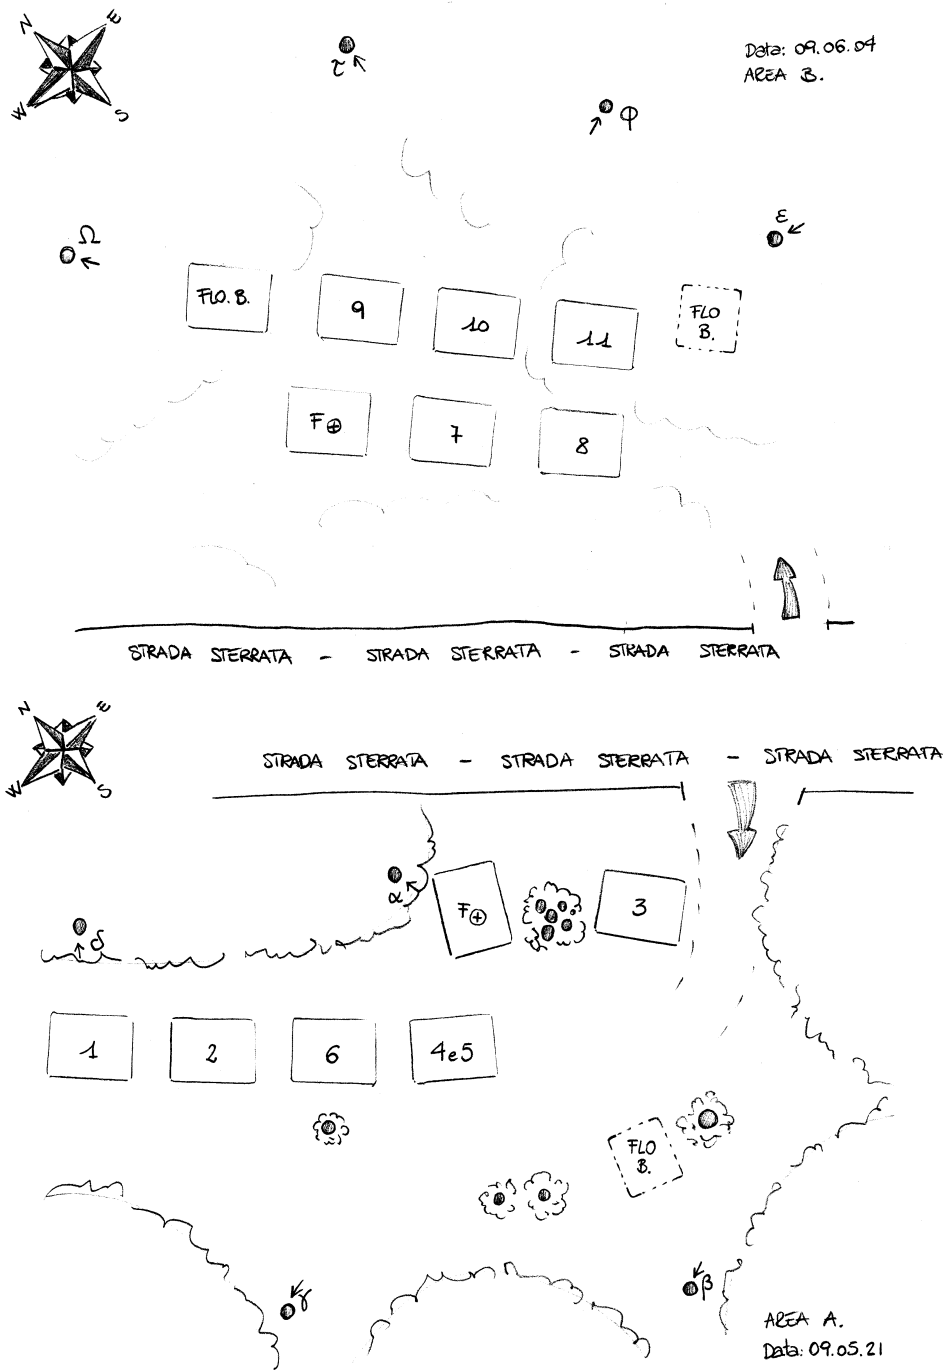 N
E
W
S
Data: 09.06.04
AREA B.
τ
φ
Ω
ε
FLO. B.
9
10
11
FLO
B.
F⊕
7
8
STRADA STERRATA - STRADA STERRATA - STRADA STERRATA
N
E
W
S
STRADA STERRATA - STRADA STERRATA - STRADA STERRATA
α
F⊕
3
δ
1
2
6
4e5
FLO
B.
γ
β
AREA A.
Data: 09.05.21